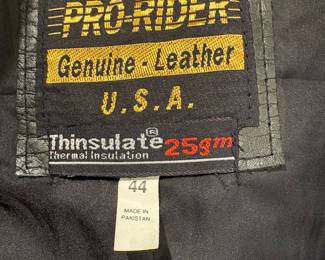 PRO-RIDER
Genuine - Leather
U.S.A.
Thinsulate® 25gm
Thermal Insulation
44
MADE IN
PAKISTAN